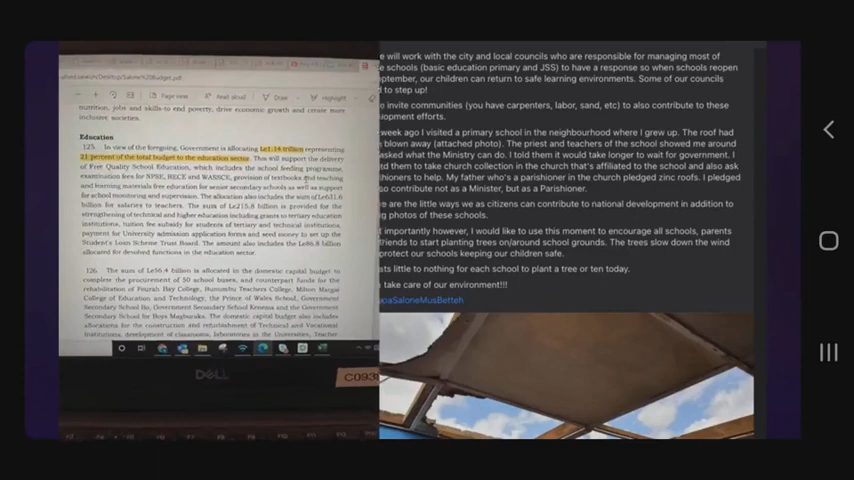 Page view
Read aloud
Draw
Highlight
nutrition, jobs and skills-to end poverty, drive economic growth and create more
inclusive societies.
Education
125. In view of the foregoing, Government is allocating Le1.14 trillion representing
21 percent of the total budget to the education sector. This will support the delivery
of Free Quality School Education, which includes the school feeding programme,
examination fees for NPSE, BECE and WASSCE, provision of textbooks and teaching
and learning materials free education for senior secondary schools as well as support
for school monitoring and supervision. The allocation also includes the sum of Le631.6
billion for salaries to teachers. The sum of Le215.8 billion is provided for the
strengthening of technical and higher education including grants to tertiary education
institutions, tuition fee subsidy for students of tertiary and technical institutions,
payment for University admission application forms and seed money to set up the
Student's Loan Scheme Trust Board. The amount also includes the Le86.8 billion
allocated for devolved functions in the education sector.
126. The sum of Le56.4 billion is allocated in the domestic capital budget to
complete the procurement of 50 school buses, and counterpart funds for the
rehabilitation of Fourah Bay College, Bunumbu Teachers College, Milton Margai
College of Education and Technology, the Prince of Wales School, Government
Secondary School Bo, Government Secondary School Kenema and the Government
Secondary School for Boys Magburaka. The domestic capital budget also includes
allocations for the construction and refurbishment of Technical and Vocational
Institutions, development of classrooms, laboratories in the Universities, Teacher
DELL
C093
e will work with the city and local councils who are responsible for managing most of
e schools (basic education primary and JSS) to have a response so when schools reopen
eptember, our children can return to safe learning environments. Some of our councils
d to step up!
e invite communities (you have carpenters, labor, sand, etc) to also contribute to these
opment efforts.
week ago I visited a primary school in the neighbourhood where I grew up. The roof had
blown away (attached photo). The priest and teachers of the school showed me around
asked what the Ministry can do. I told them it would take longer to wait for government. I
d them to take church collection in the church that's affiliated to the school and also ask
hioners to help. My father who's a parishioner in the church pledged zinc roofs. I pledged
so contribute not as a Minister, but as a Parishioner.
e are the little ways we as citizens can contribute to national development in addition to
g photos of these schools.
t importantly however, I would like to use this moment to encourage all schools, parents
friends to start planting trees on/around school grounds. The trees slow down the wind
protect our schools keeping our children safe.
sts little to nothing for each school to plant a tree or ten today.
take care of our environment!!!
upaSaloneMusBetteh